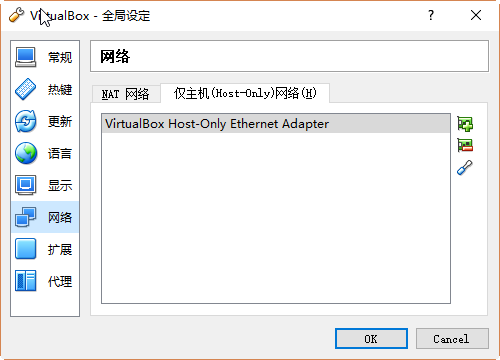 VirtualBox - 全局设定
常规
热键
更新
语言
显示
网络
扩展
代理
网络
NAT 网络
仅主机(Host-Only)网络(H)
VirtualBox Host-Only Ethernet Adapter
OK
Cancel